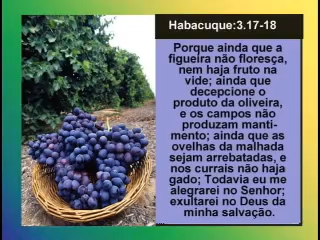 Habacuque:3.17-18
Porque ainda que a
figueira não floresça,
nem haja fruto na
vide; ainda que
decepcione o
produto da oliveira,
e os campos não
produzam manti-
mento; ainda que as
ovelhas da malhada
sejam arrebatadas, e
nos currais não haja
gado; Todavia eu me
alegrarei no Senhor;
exultarei no Deus da
minha salvação.